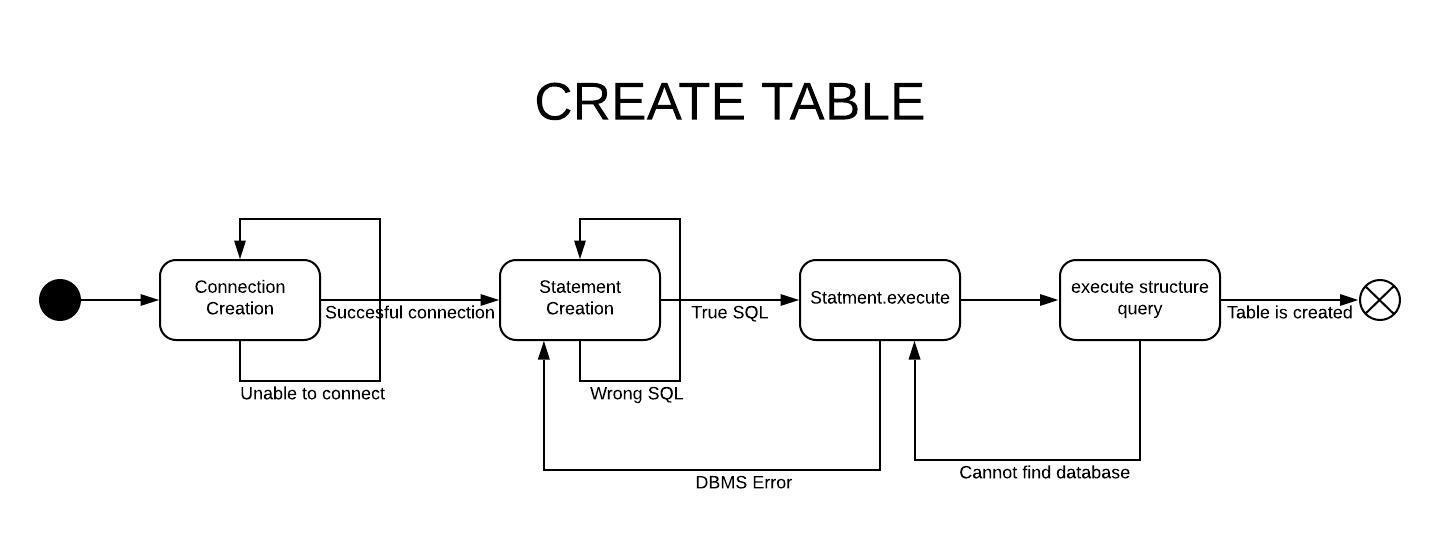 CREATE TABLE
Connection
Creation
Succesful connection
Unable to connect
Statement
Creation
True SQL
Wrong SQL
Statment.execute
DBMS Error
execute structure
query
Table is created
Cannot find database